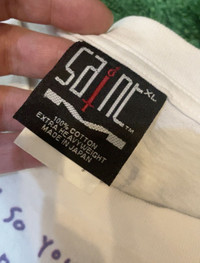 saint XL
™
100% COTTON
EXTRA HEAVYWEIGHT
MADE IN JAPAN
SO YOU